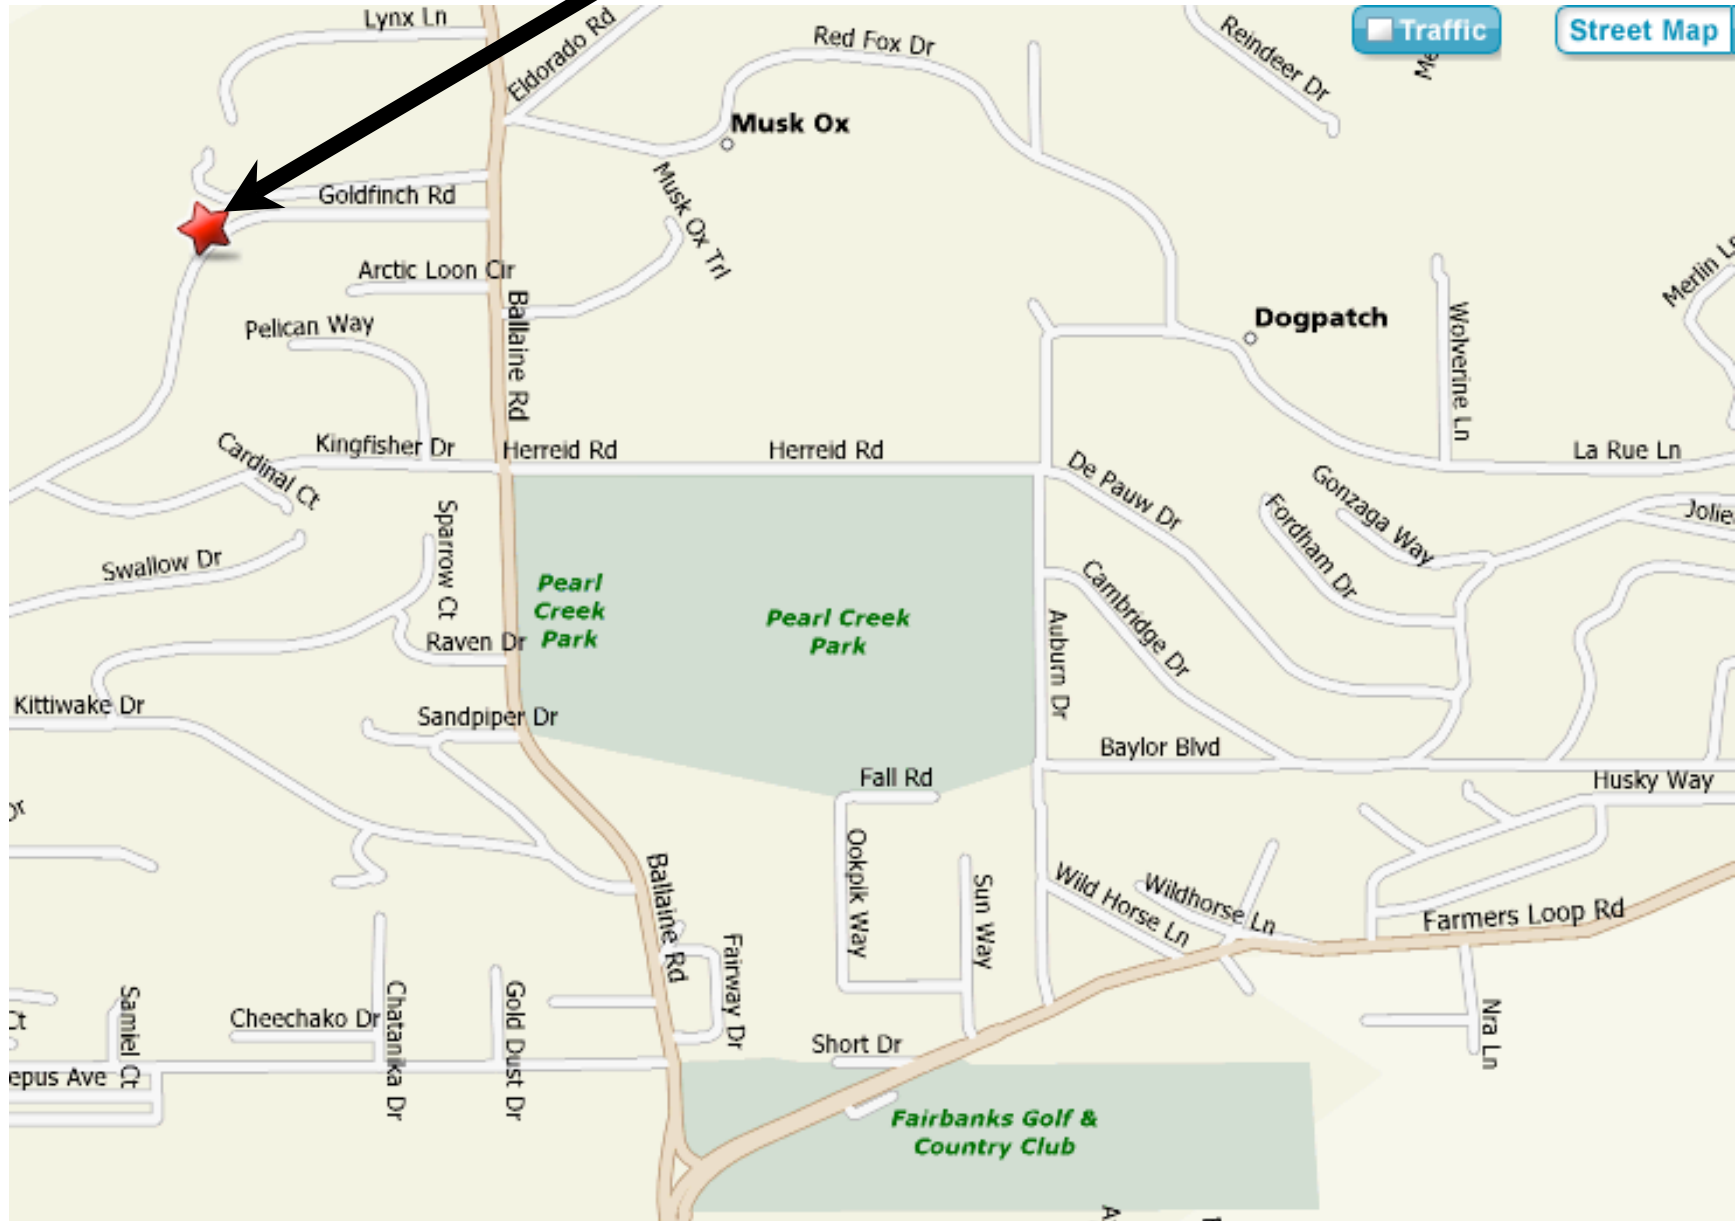 Lynx Ln
Eldorado Rd
Red Fox Dr
Reindeer Dr
Me
Traffic
Street Map
Musk Ox
Musk Ox Trl
Goldfinch Rd
Arctic Loon Cir
Pelican Way
Ballaine Rd
Dogpatch
Wolverine Ln
Merlin L
Cardinal Ct
Kingfisher Dr
Herreid Rd
Herreid Rd
De Pauw Dr
La Rue Ln
Gonzaga Way
Fordham Dr
Jolie
Swallow Dr
Sparrow Ct
Raven Dr
Pearl
Creek
Park
Pearl Creek
Park
Cambridge Dr
Auburn Dr
Kittiwake Dr
Sandpiper Dr
Baylor Blvd
Fall Rd
Husky Way
Ookpik Way
Sun Way
Ballaine Rd
Fairway Dr
Wild Horse Ln
Wildhorse Ln
Farmers Loop Rd
Samiel Ct
Ct
Cheechako Dr
Chatanika Dr
Gold Dust Dr
Short Dr
Nra Ln
epus Ave
Fairbanks Golf &
Country Club